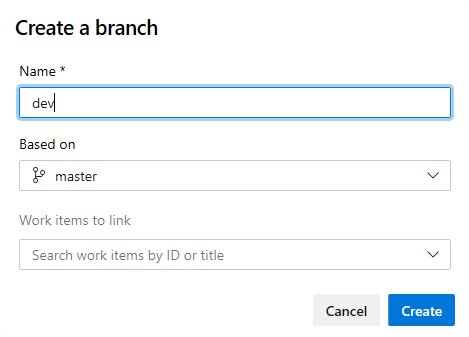 Create a branch
Name *
dev
Based on
master
Work items to link
Search work items by ID or title
Cancel
Create